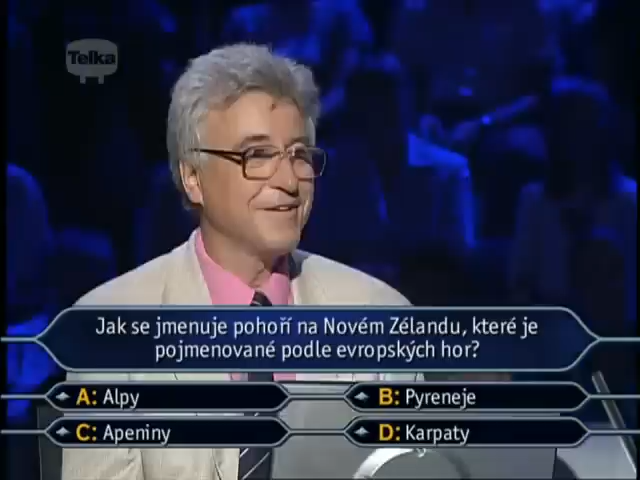 Telka
Jak se jmenuje pohoří na Novém Zélandu, které je
pojmenované podle evropských hor?
A: Alpy
B: Pyreneje
C: Apeniny
D: Karpaty